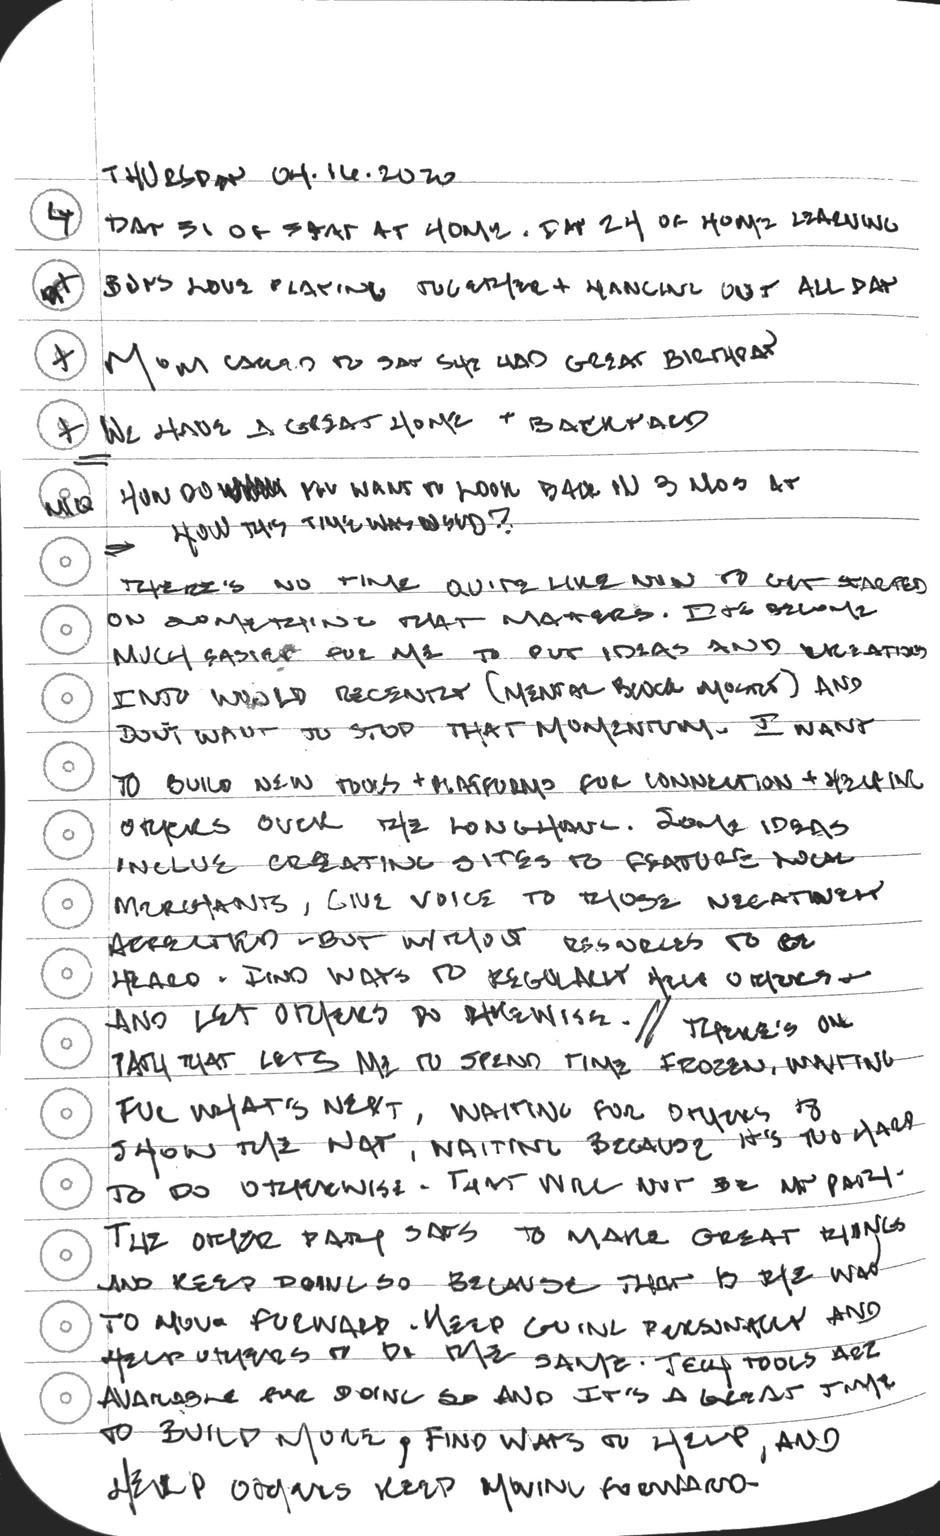 THURSDAY 04.16.2020
4 DAY 31 OF STAY AT HOME. DAY 24 OF HOME LEARNING
BOYS LOVE PLAYING TOGETHER + HANGING OUT ALL DAY
+ MOM CALLED TO SAY SHE HAD GREAT BIRTHDAY
+ WE HAVE A GREAT HOME + BACKYARD
HOW DO YOU WANT TO LOOK BACK IN 3 MOS AT
⇒ HOW THIS TIME WAS USED?
THERE'S NO TIME QUITE LIKE NOW TO GET STARTED
ON SOMETHING THAT MATTERS. IT'S BECOME
MUCH EASIER FOR ME TO PUT IDEAS AND CREATIONS
INTO WORLD RECENTLY (MENTAL BLOCK MOSTLY) AND
DON'T WANT TO STOP THAT MOMENTUM. I WANT
TO BUILD NEW TOOLS + PLATFORMS FOR CONNECTION + HELPING
OTHERS OVER THE LONGHAUL. SOME IDEAS
INCLUE CREATING SITES TO FEATURE LOCAL
MERCHANTS, GIVE VOICE TO THOSE NEGATIVELY
AFFECTED - BUT WITHOUT RESOURCES TO BE
HEARD. FIND WAYS TO REGULARLY HELP OTHERS -
AND LET OTHERS DO LIKEWISE. // THERE'S ONE
PATH THAT LETS ME TO SPEND TIME FROZEN, WAITING
FOR WHAT'S NEXT, WAITING FOR OTHERS TO
SHOW THE WAY, WAITING BECAUSE IT'S TOO HARD
TO DO OTHERWISE. THAT WILL NOT BE MY PATH.
THE OTHER PATH SAYS TO MAKE GREAT THINGS
AND KEEP DOING SO BECAUSE THAT IS THE WAY
TO MOVE FORWARD. KEEP GOING PERSONALLY AND
HELP OTHERS TO DO THE SAME. TECH TOOLS ARE
AVAILABLE FOR DOING SO AND IT'S A GREAT TIME
TO BUILD MORE, FIND WAYS TO HELP, AND
HELP OTHERS KEEP MOVING FORWARD-